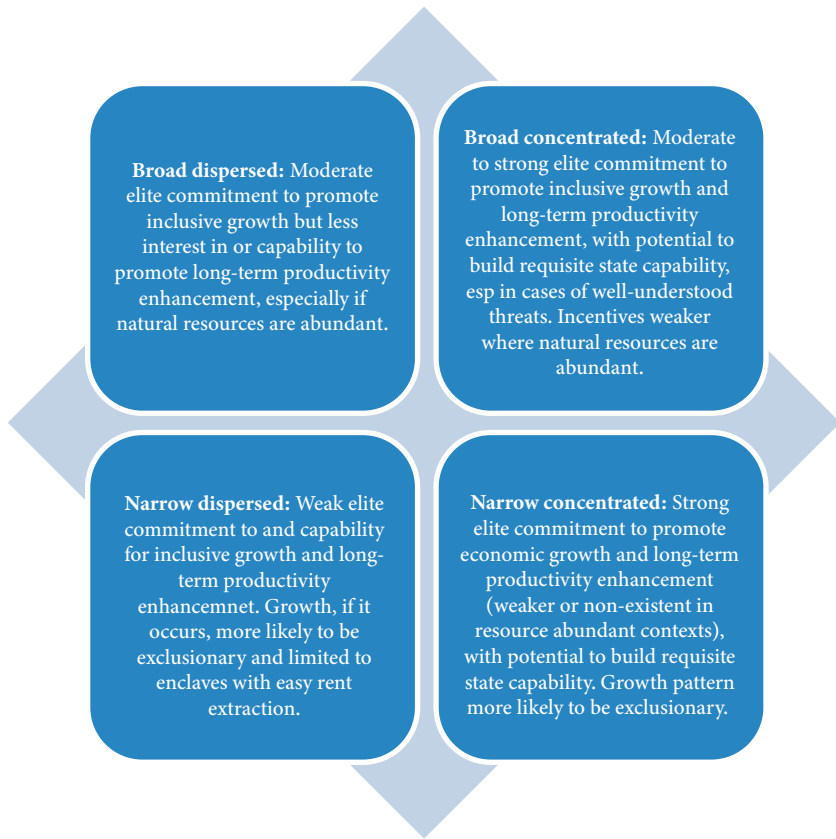 Broad dispersed: Moderate
elite commitment to promote
inclusive growth but less
interest in or capability to
promote long-term productivity
enhancement, especially if
natural resources are abundant.
Broad concentrated: Moderate
to strong elite commitment to
promote inclusive growth and
long-term productivity
enhancement, with potential to
build requisite state capability,
esp in cases of well-understood
threats. Incentives weaker
where natural resources are
abundant.
Narrow dispersed: Weak elite
commitment to and capability
for inclusive growth and long-
term productivity
enhancemnet. Growth, if it
occurs, more likely to be
exclusionary and limited to
enclaves with easy rent
extraction.
Narrow concentrated: Strong
elite commitment to promote
economic growth and long-term
productivity enhancement
(weaker or non-existent in
resource abundant contexts),
with potential to build requisite
state capability. Growth pattern
more likely to be exclusionary.